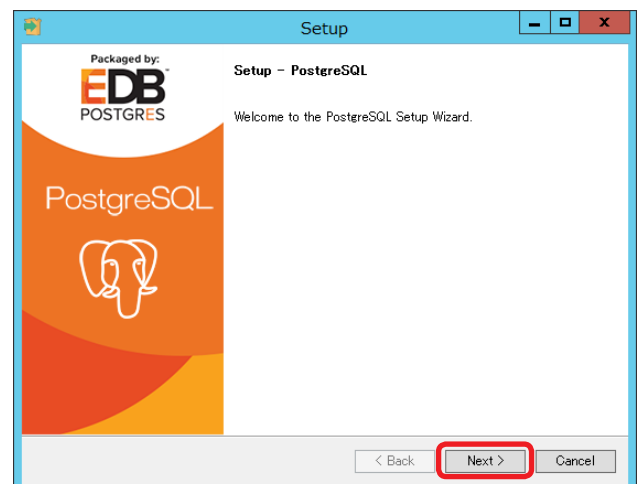 Setup
Packaged by:
EDB
POSTGRES
Setup - PostgreSQL
Welcome to the PostgreSQL Setup Wizard.
PostgreSQL
< Back
Next >
Cancel